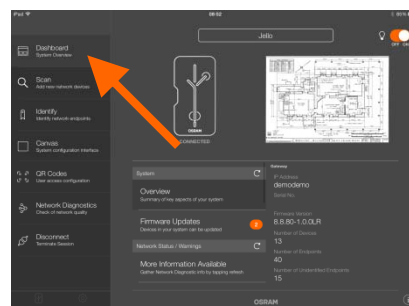 iPad
09:52
90%
Jello
OFF ON
Dashboard
System Overview
Scan
Add new network devices
Identify
Identify network endpoints
Canvas
System configuration interface
QR Codes
User access configuration
Network Diagnostics
Check of network quality
Disconnect
Terminate Session
OSRAM
CONNECTED
System
Overview
Summary of key aspects of your system
Firmware Updates
Devices in your system can be updated
2
Network Status / Warnings
More Information Available
Gather Network Diagnostic info by tapping refresh
Gateway
IP Address
demodemo
Serial No.
Firmware Version
8.8.80-1.0.0LR
Number of Devices
13
Number of Endpoints
40
Number of Unidentified Endpoints
15
OSRAM